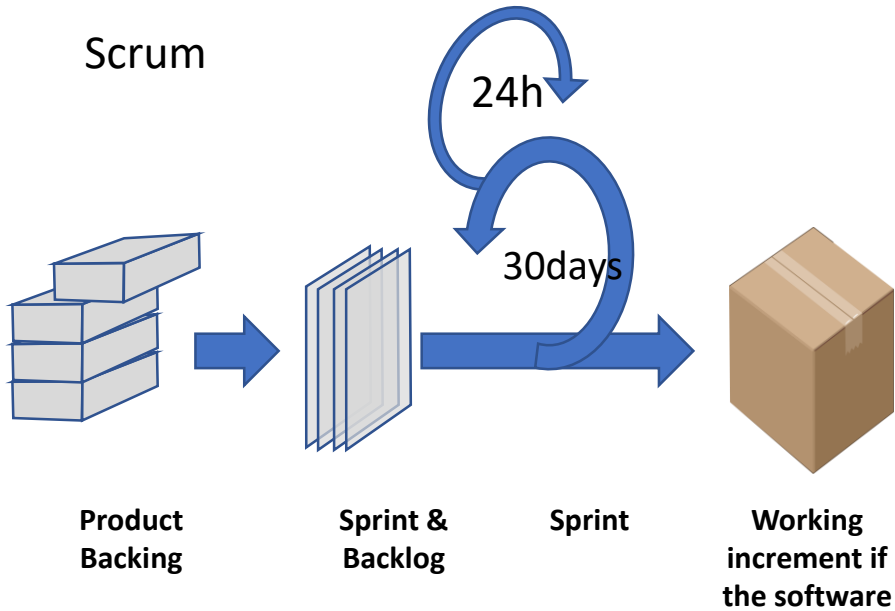 Scrum
24h
30days
Product
Backing
Sprint &
Backlog
Sprint
Working
increment if
the software